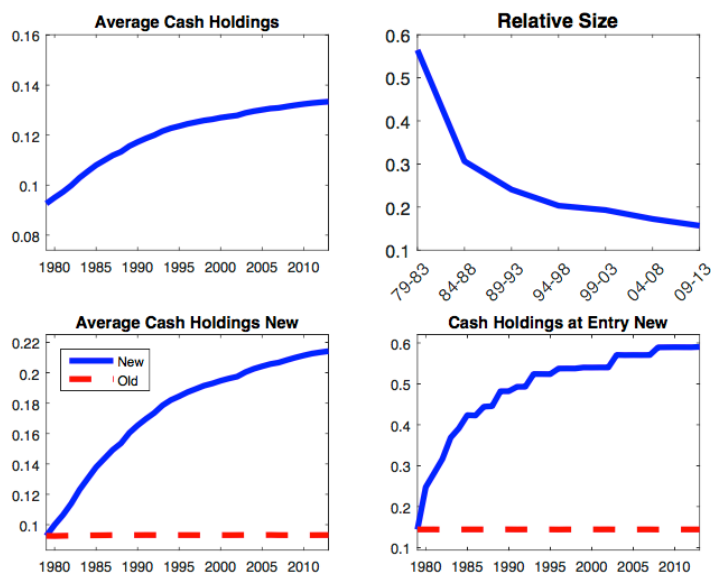 Average Cash Holdings
0.16
0.14
0.12
0.1
0.08
1980 1985 1990 1995 2000 2005 2010
Relative Size
0.6
0.5
0.4
0.3
0.2
0.1
79-83 84-88 89-93 94-98 99-03 04-08 09-13
Average Cash Holdings New
0.22
0.2
0.18
0.16
0.14
0.12
0.1
New
Old
1980 1985 1990 1995 2000 2005 2010
Cash Holdings at Entry New
0.6
0.5
0.4
0.3
0.2
0.1
1980 1985 1990 1995 2000 2005 2010